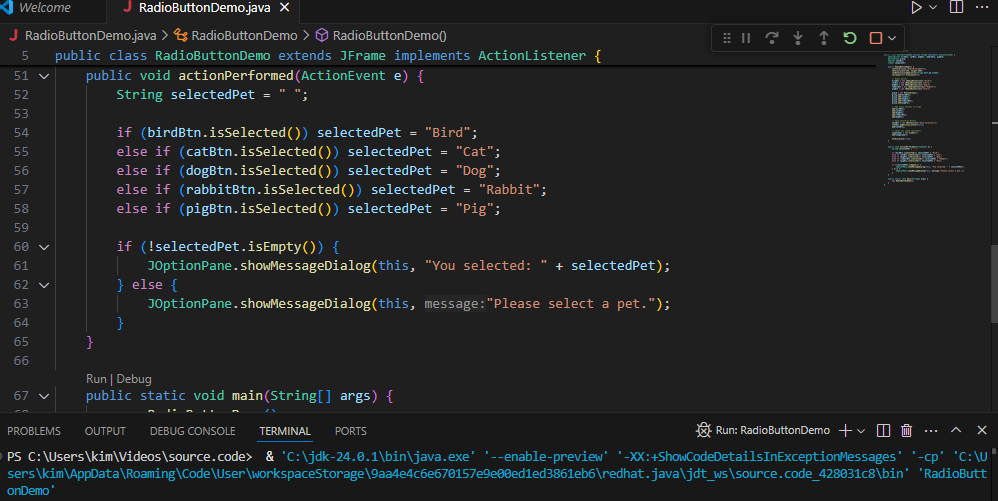 Welcome
J RadioButtonDemo.java ×
J RadioButtonDemo.java > RadioButtonDemo > RadioButtonDemo()
5 public class RadioButtonDemo extends JFrame implements ActionListener {
51 public void actionPerformed(ActionEvent e) {
52 String selectedPet = " ";
53
54 if (birdBtn.isSelected()) selectedPet = "Bird";
55 else if (catBtn.isSelected()) selectedPet = "Cat";
56 else if (dogBtn.isSelected()) selectedPet = "Dog";
57 else if (rabbitBtn.isSelected()) selectedPet = "Rabbit";
58 else if (pigBtn.isSelected()) selectedPet = "Pig";
59
60 if (!selectedPet.isEmpty()) {
61 JOptionPane.showMessageDialog(this, "You selected: " + selectedPet);
62 } else {
63 JOptionPane.showMessageDialog(this, message:"Please select a pet.");
64 }
65 }
66
Run | Debug
67 public static void main(String[] args) {
PROBLEMS OUTPUT DEBUG CONSOLE TERMINAL PORTS Run: RadioButtonDemo
PS C:\Users\kim\Videos\source.code> & 'C:\jdk-24.0.1\bin\java.exe' '--enable-preview' '-XX:+ShowCodeDetailsInExceptionMessages' '-cp' 'C:\U
sers\kim\AppData\Roaming\Code\User\workspaceStorage\9aa4e4c6e670157e9e00ed1ed3861eb6\redhat.java\jdt_ws\source.code_428031c8\bin' 'RadioButt
onDemo'